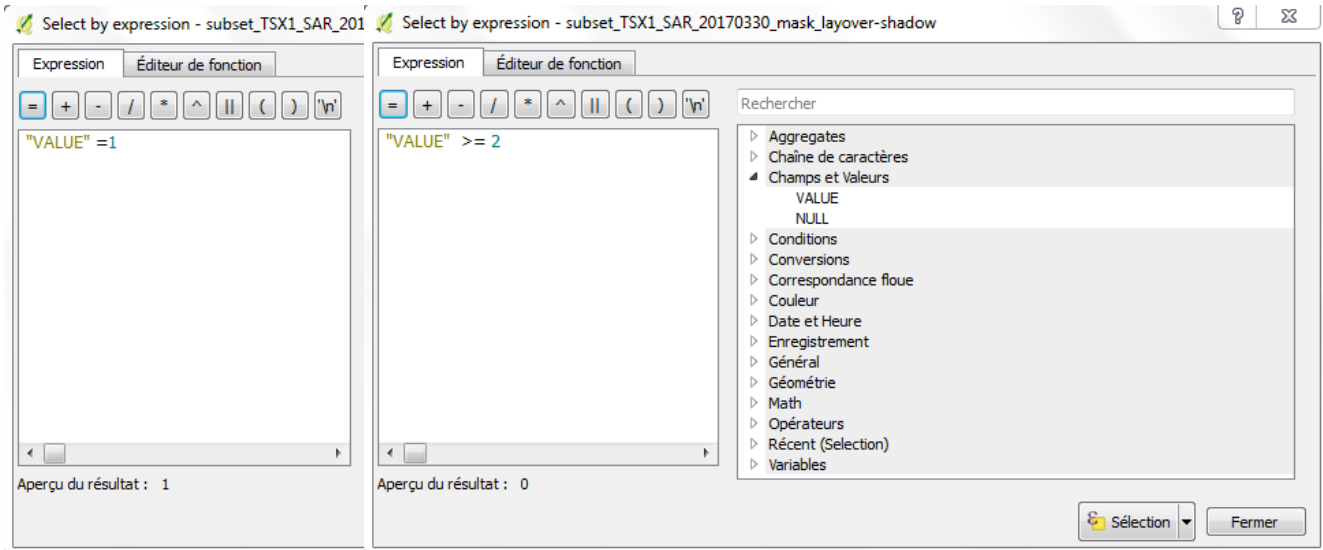 Select by expression - subset_TSX1_SAR_201
Expression
Éditeur de fonction
= + - / * ^ || ( ) '\n'
"VALUE" =1
Aperçu du résultat : 1
Select by expression - subset_TSX1_SAR_20170330_mask_layover-shadow
?
Expression
Éditeur de fonction
= + - / * ^ || ( ) '\n'
"VALUE" >= 2
Aperçu du résultat : 0
Rechercher
Aggregates
Chaîne de caractères
Champs et Valeurs
VALUE
NULL
Conditions
Conversions
Correspondance floue
Couleur
Date et Heure
Enregistrement
Général
Géométrie
Math
Opérateurs
Récent (Selection)
Variables
Sélection
Fermer